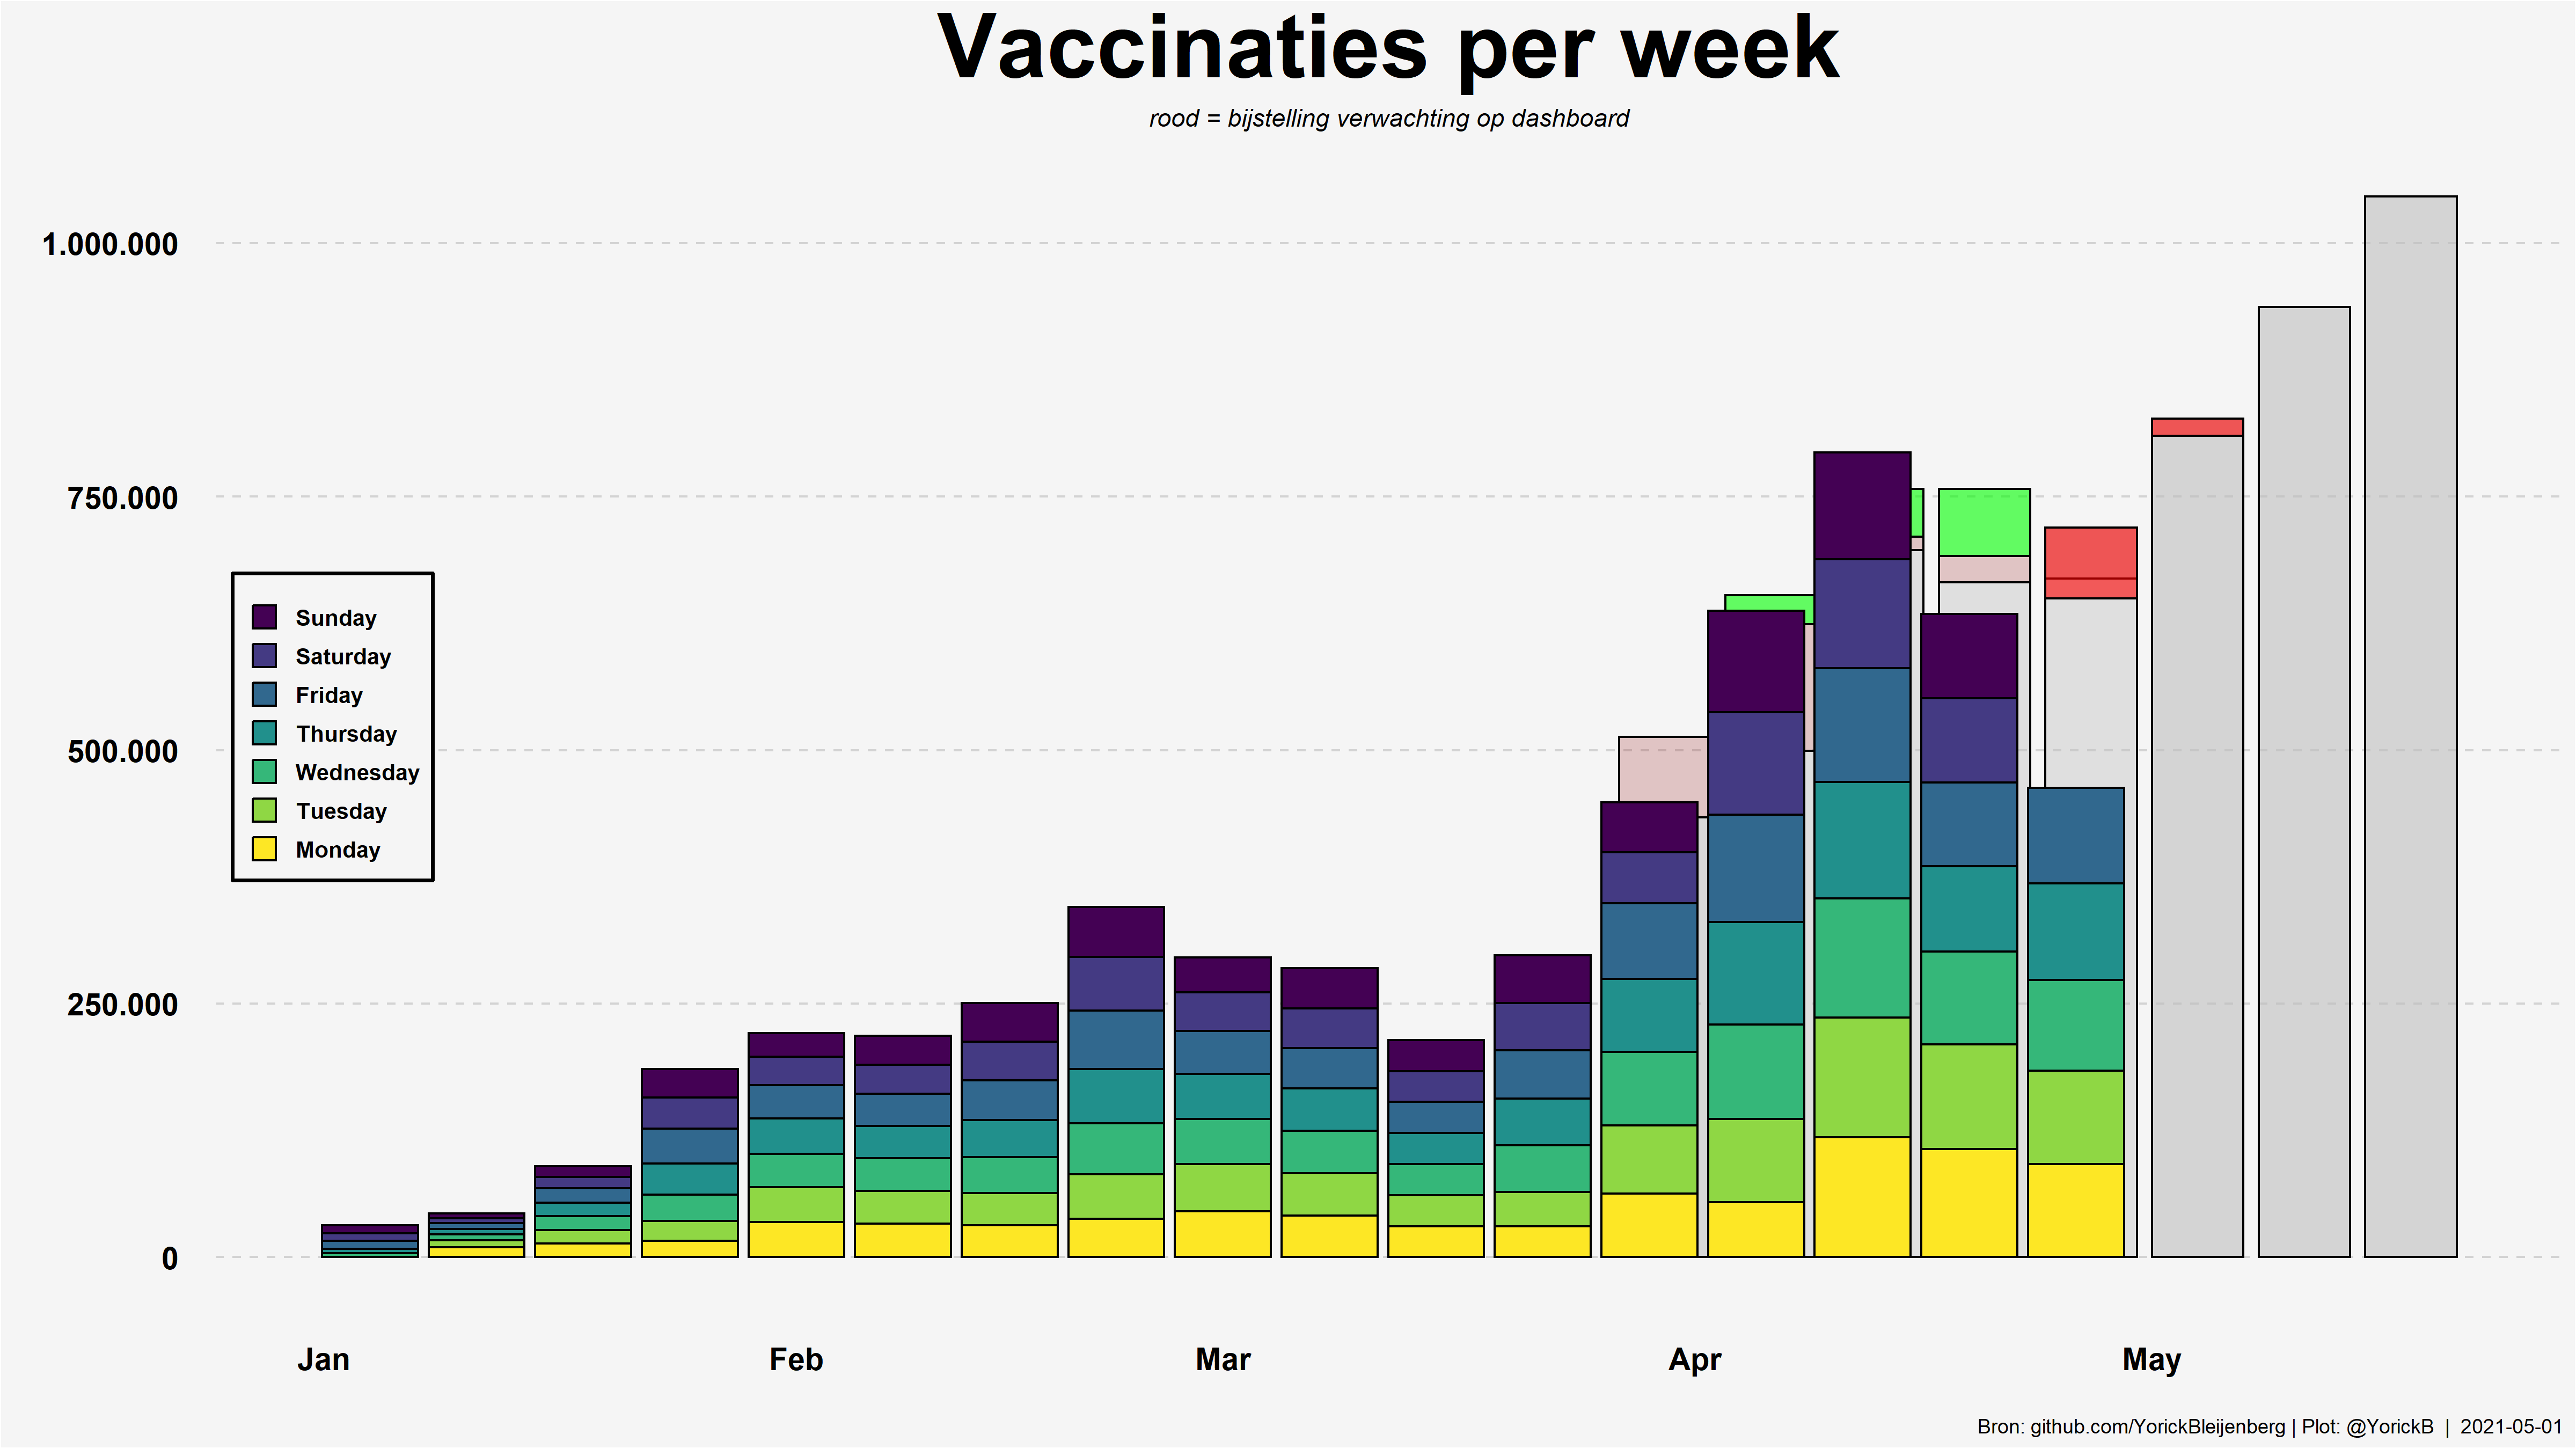 Vaccinaties per week
rood = bijstelling verwachting op dashboard
1.000.000
750.000
500.000
250.000
0
Sunday
Saturday
Friday
Thursday
Wednesday
Tuesday
Monday
Jan Feb Mar Apr May
Bron: github.com/YorickBleijenberg | Plot: @YorickB | 2021-05-01